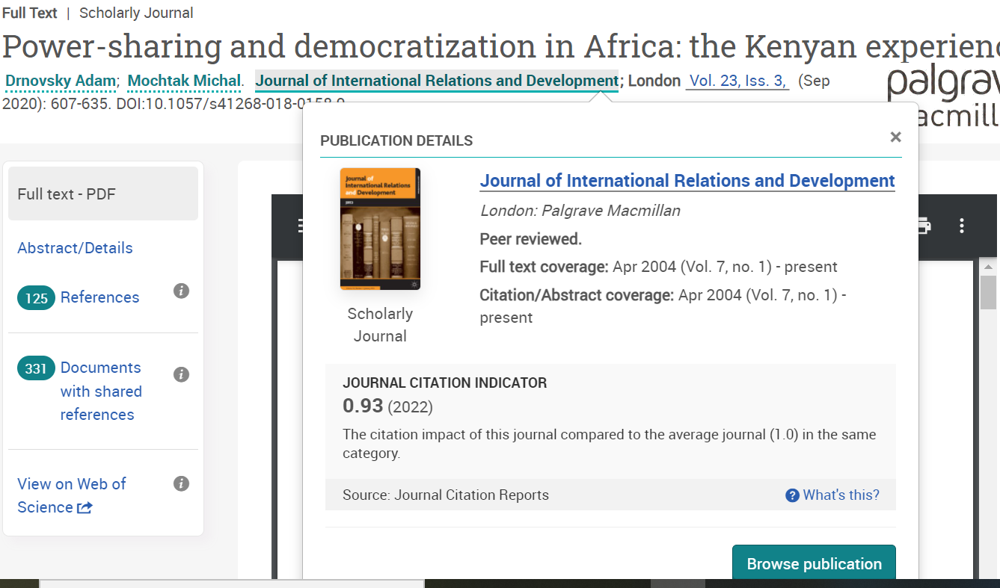 Full Text | Scholarly Journal
Power-sharing and democratization in Africa: the Kenyan
Drnovsky Adam; Mochtak Michal. Journal of International Relations and Development; London Vol. 23, Iss. 3, (Sep
2020): 607-635. DOI:10.1057/s41268-018-0158-9
PUBLICATION DETAILS
×
Journal of
International Relations
and Development
Journal of International Relations and Development
London: Palgrave Macmillan
Peer reviewed.
Full text coverage: Apr 2004 (Vol. 7, no. 1) - present
Citation/Abstract coverage: Apr 2004 (Vol. 7, no. 1) -
present
Scholarly
Journal
JOURNAL CITATION INDICATOR
0.93 (2022)
The citation impact of this journal compared to the average journal (1.0) in the same
category.
Source: Journal Citation Reports
? What's this?
Browse publication
Full text - PDF
Abstract/Details
125 References i
331 Documents i
with shared
references
View on Web of i
Science